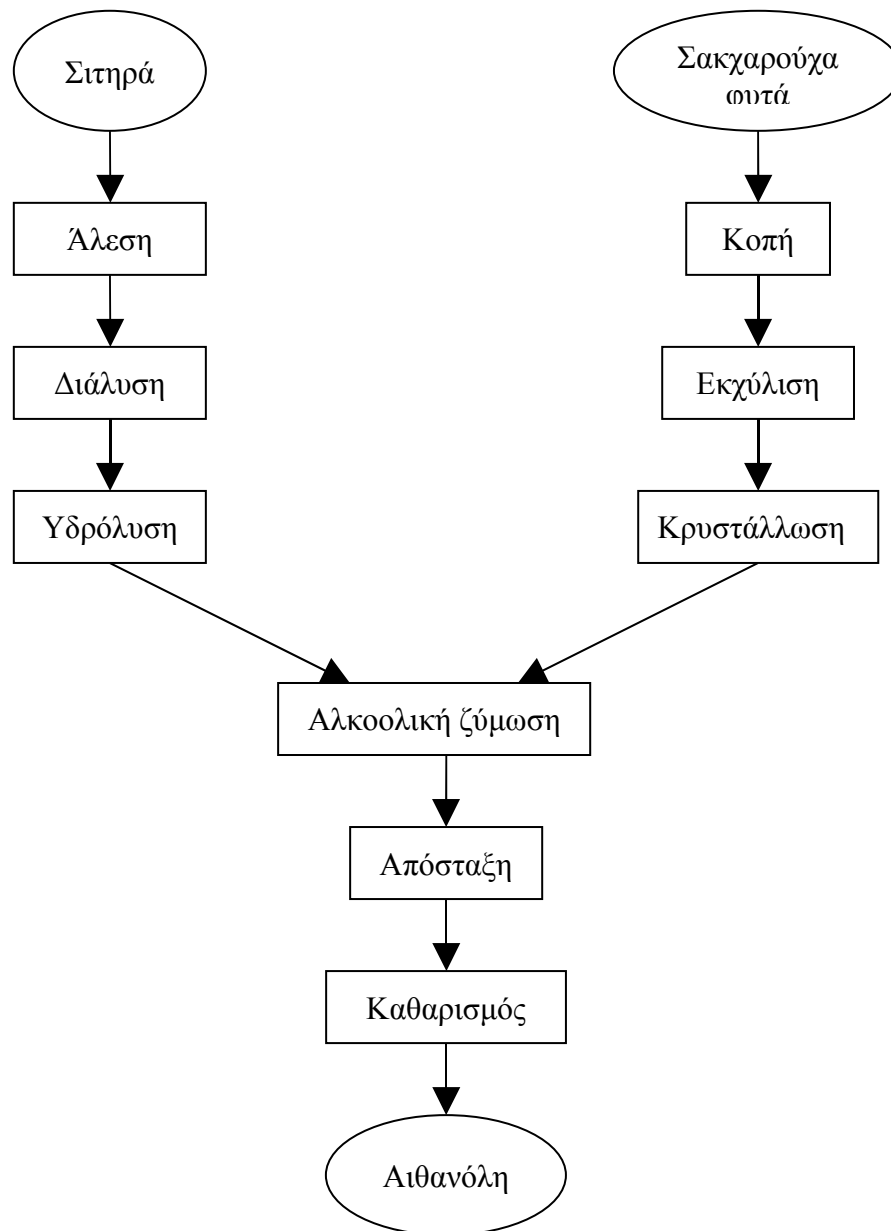 Σιτηρά
Σακχαρούχα
φυτά
Άλεση
Κοπή
Διάλυση
Εκχύλιση
Υδρόλυση
Κρυστάλλωση
Αλκοολική ζύμωση
Απόσταξη
Καθαρισμός
Αιθανόλη